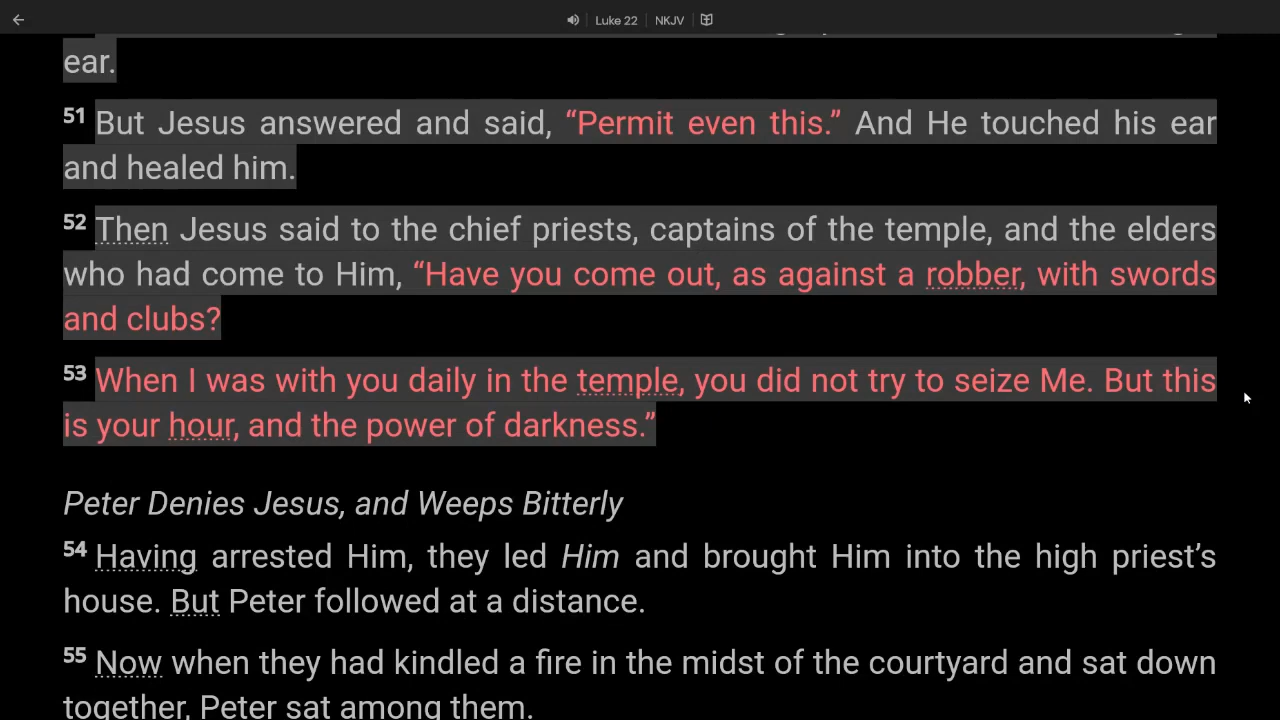 Luke 22 NKJV
ear.
51 But Jesus answered and said, “Permit even this.” And He touched his ear
and healed him.
52 Then Jesus said to the chief priests, captains of the temple, and the elders
who had come to Him, “Have you come out, as against a robber, with swords
and clubs?
53 When I was with you daily in the temple, you did not try to seize Me. But this
is your hour, and the power of darkness.”
Peter Denies Jesus, and Weeps Bitterly
54 Having arrested Him, they led Him and brought Him into the high priest’s
house. But Peter followed at a distance.
55 Now when they had kindled a fire in the midst of the courtyard and sat down
together, Peter sat among them.